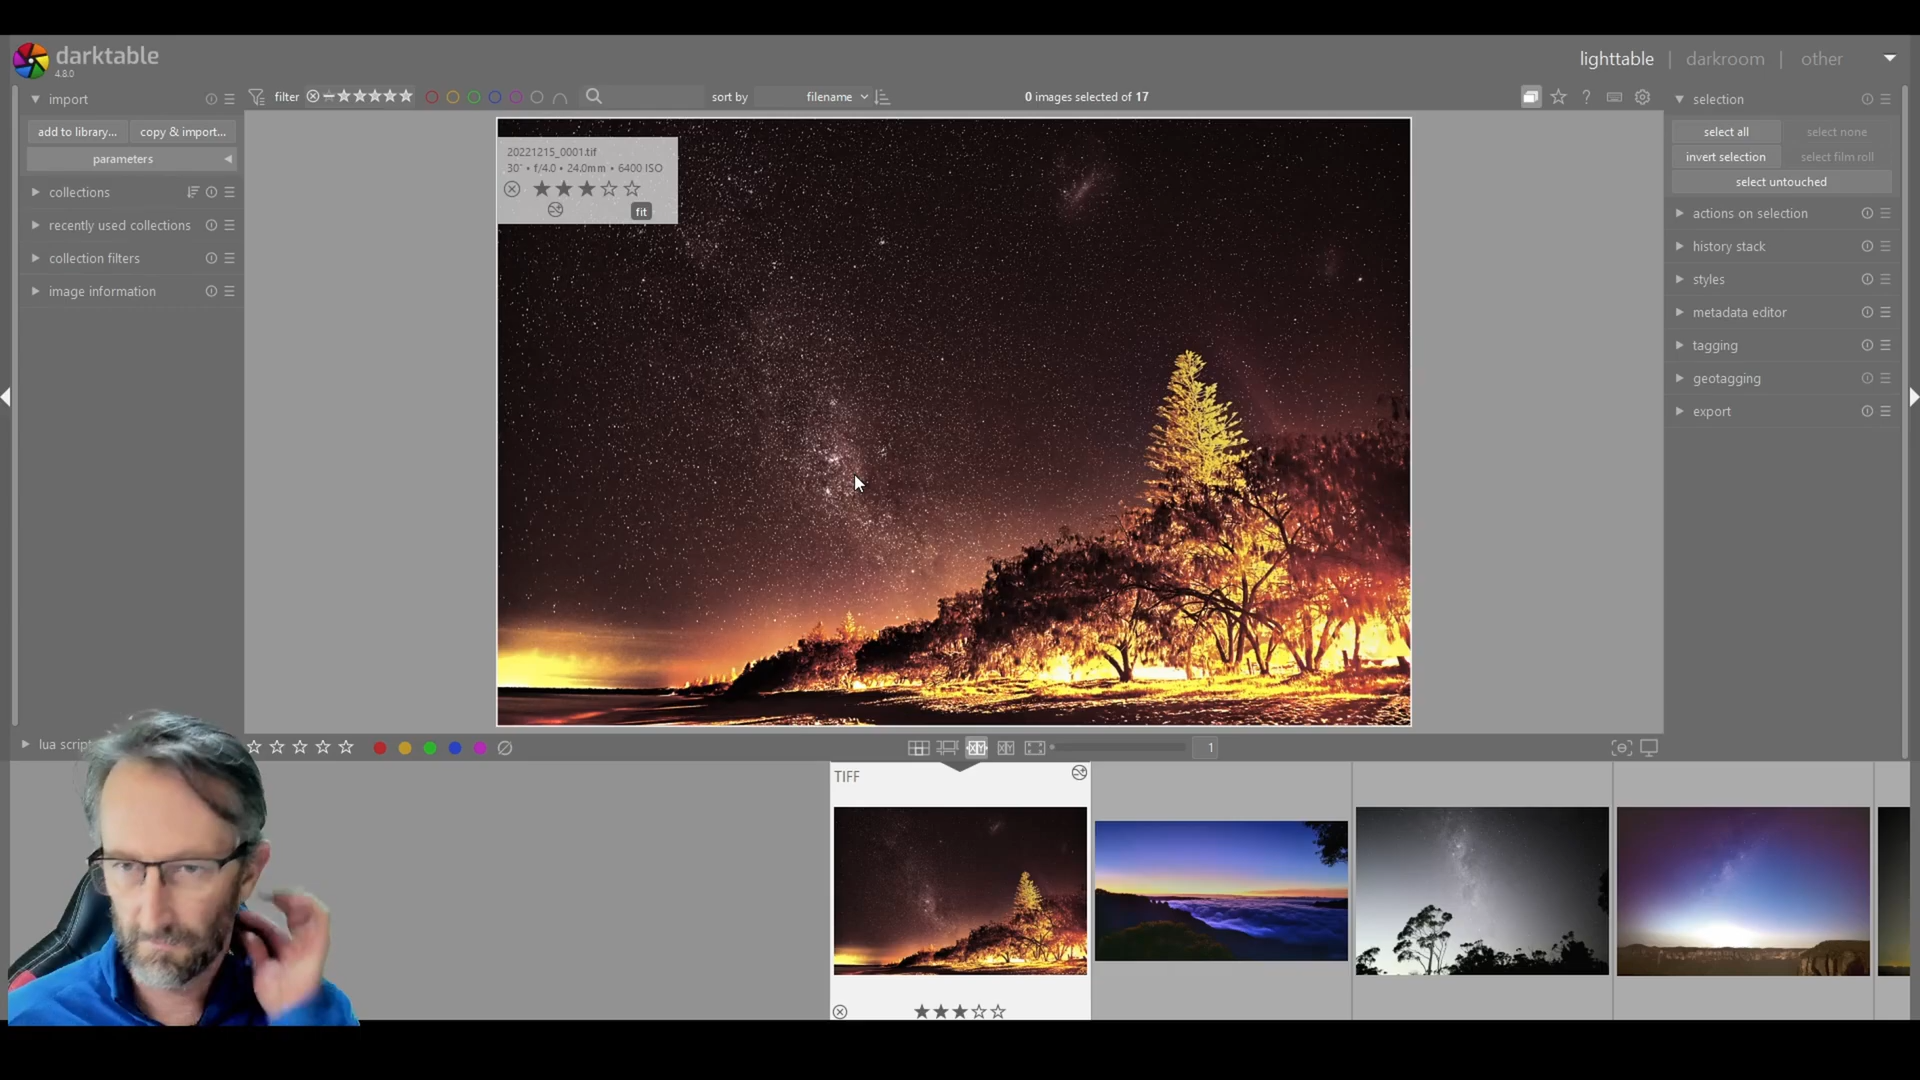 darktable
4.8.0
lighttable | darkroom | other
import
add to library...
copy & import...
parameters
collections
recently used collections
collection filters
image information
lua scrip
filter
sort by
filename
0 images selected of 17
20221215_0001.tif
30" • f/4.0 • 24.0mm • 6400 ISO
fit
selection
select all
select none
invert selection
select film roll
select untouched
actions on selection
history stack
styles
metadata editor
tagging
geotagging
export
1
TIFF